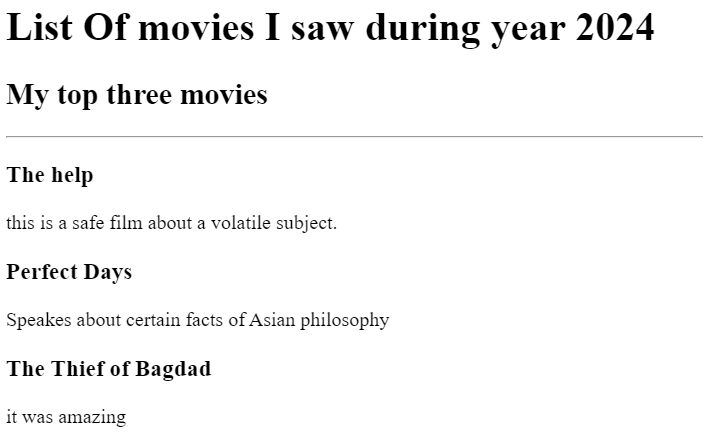 List Of movies I saw during year 2024
My top three movies
The help
this is a safe film about a volatile subject.
Perfect Days
Speakes about certain facts of Asian philosophy
The Thief of Bagdad
it was amazing